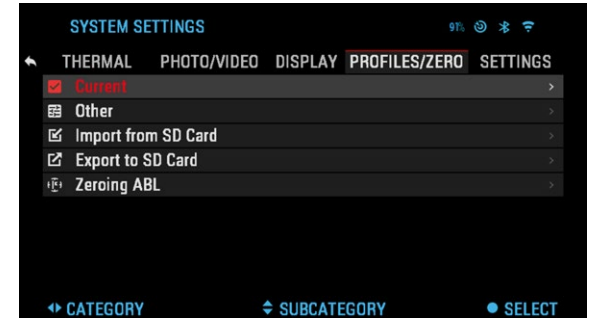 SYSTEM SETTINGS 91%
THERMAL PHOTO/VIDEO DISPLAY PROFILES/ZERO SETTINGS
Current
Other
Import from SD Card
Export to SD Card
Zeroing ABL
CATEGORY SUBCATEGORY SELECT